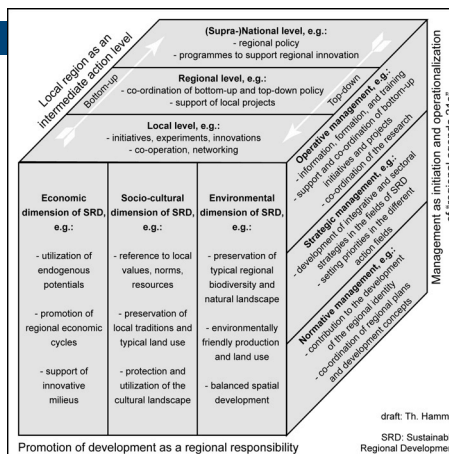 Local region as an
intermediate action level
Bottom-up
Top-down
(Supra-)National level, e.g.:
- regional policy
- programmes to support regional innovation
Regional level, e.g.:
- co-ordination of bottom-up and top-down policy
- support of local projects
Local level, e.g.:
- initiatives, experiments, innovations
- co-operation, networking
Economic
dimension of SRD,
e.g.:
- utilization of
endogenous
potentials
- promotion of
regional economic
cycles
- support of
innovative
milieus
Socio-cultural
dimension of SRD,
e.g.:
- reference to local
values, norms,
resources
- preservation of
local traditions and
typical land use
- protection and
utilization of the
cultural landscape
Environmental
dimension of SRD,
e.g.:
- preservation of
typical regional
biodiversity and
natural landscape
- environmentally
friendly production
and land use
- balanced spatial
development
Operative management, e.g.:
- information, formation, and training
- support and co-ordination of bottom-up
initiatives and projects
- co-ordination of the research
Strategic management, e.g.:
- development of integrative and sectoral
strategies in the fields of SRD
- setting priorities in the different
action fields
Normative management, e.g.:
- contribution to the development
of the regional identity
- co-ordination of regional plans
and development concepts
Management as initiation and operationalization
Promotion of development as a regional responsibility
draft: Th. Hamm
SRD: Sustainab
Regional Developmen